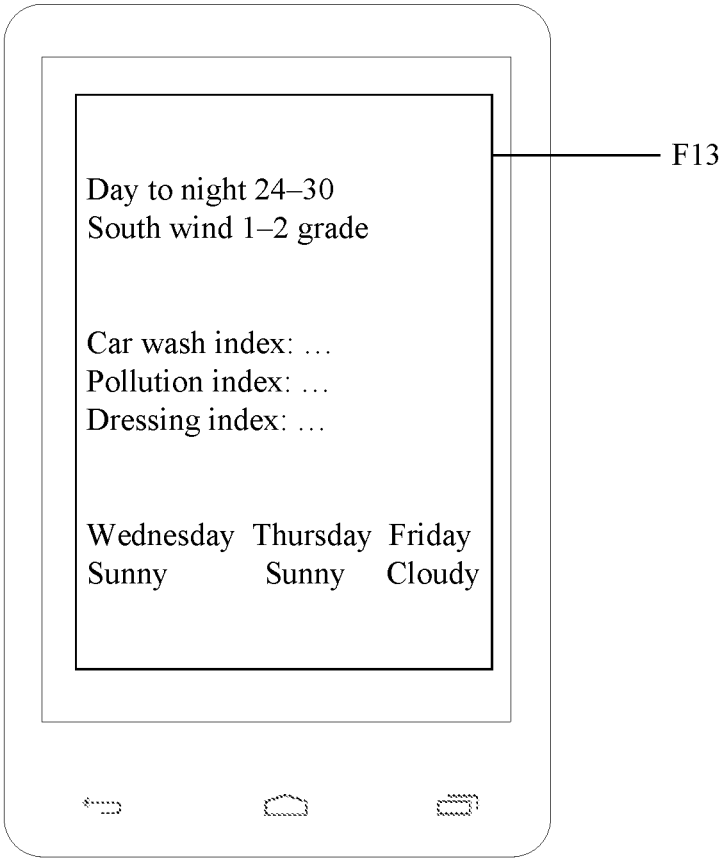 F13
Day to night 24–30
South wind 1–2 grade
Car wash index: …
Pollution index: …
Dressing index: …
Wednesday Thursday Friday
Sunny Sunny Cloudy